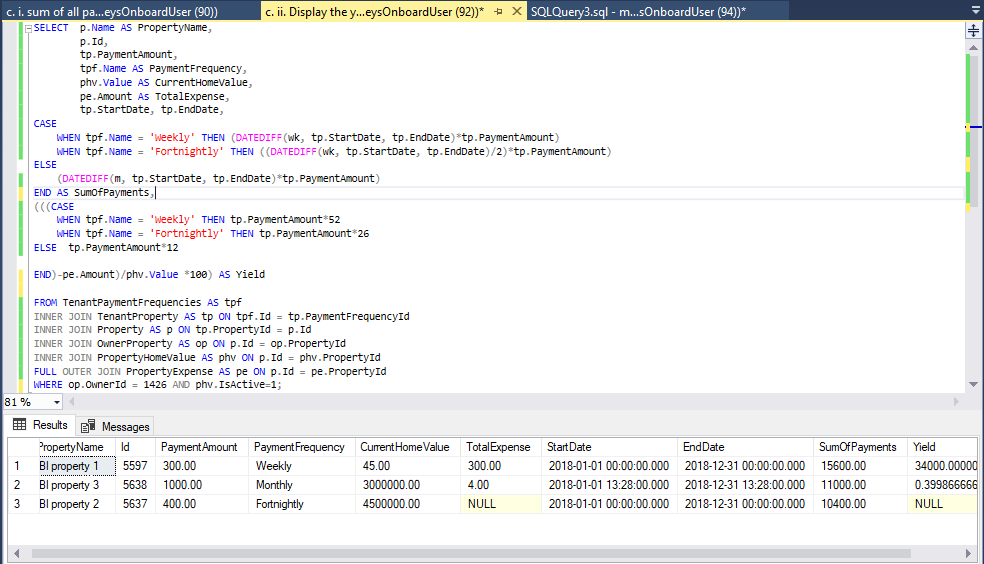 c. i. sum of all pa...eysOnboardUser (90))
c. ii. Display the y...eysOnboardUser (92))*
SQLQuery3.sql - m...sOnboardUser (94))*
SELECT p.Name AS PropertyName,
p.Id,
tp.PaymentAmount,
tpf.Name AS PaymentFrequency,
phv.Value AS CurrentHomeValue,
pe.Amount As TotalExpense,
tp.StartDate, tp.EndDate,
CASE
WHEN tpf.Name = 'Weekly' THEN (DATEDIFF(wk, tp.StartDate, tp.EndDate)*tp.PaymentAmount)
WHEN tpf.Name = 'Fortnightly' THEN ((DATEDIFF(wk, tp.StartDate, tp.EndDate)/2)*tp.PaymentAmount)
ELSE
(DATEDIFF(m, tp.StartDate, tp.EndDate)*tp.PaymentAmount)
END AS SumOfPayments,
(((CASE
WHEN tpf.Name = 'Weekly' THEN tp.PaymentAmount*52
WHEN tpf.Name = 'Fortnightly' THEN tp.PaymentAmount*26
ELSE tp.PaymentAmount*12
END)-pe.Amount)/phv.Value *100) AS Yield
FROM TenantPaymentFrequencies AS tpf
INNER JOIN TenantProperty AS tp ON tpf.Id = tp.PaymentFrequencyId
INNER JOIN Property AS p ON tp.PropertyId = p.Id
INNER JOIN OwnerProperty AS op ON p.Id = op.PropertyId
INNER JOIN PropertyHomeValue AS phv ON p.Id = phv.PropertyId
FULL OUTER JOIN PropertyExpense AS pe ON p.Id = pe.PropertyId
WHERE op.OwnerId = 1426 AND phv.IsActive=1;
81 %
Results Messages
PropertyName Id PaymentAmount PaymentFrequency CurrentHomeValue TotalExpense StartDate EndDate SumOfPayments Yield
1 BI property 1 5597 300.00 Weekly 45.00 300.00 2018-01-01 00:00:00.000 2018-12-31 00:00:00.000 15600.00 34000.00000
2 BI property 3 5638 1000.00 Monthly 3000000.00 4.00 2018-01-01 13:28:00.000 2018-12-31 13:28:00.000 11000.00 0.399866666
3 BI property 2 5637 400.00 Fortnightly 4500000.00 NULL 2018-01-01 00:00:00.000 2018-12-31 00:00:00.000 10400.00 NULL